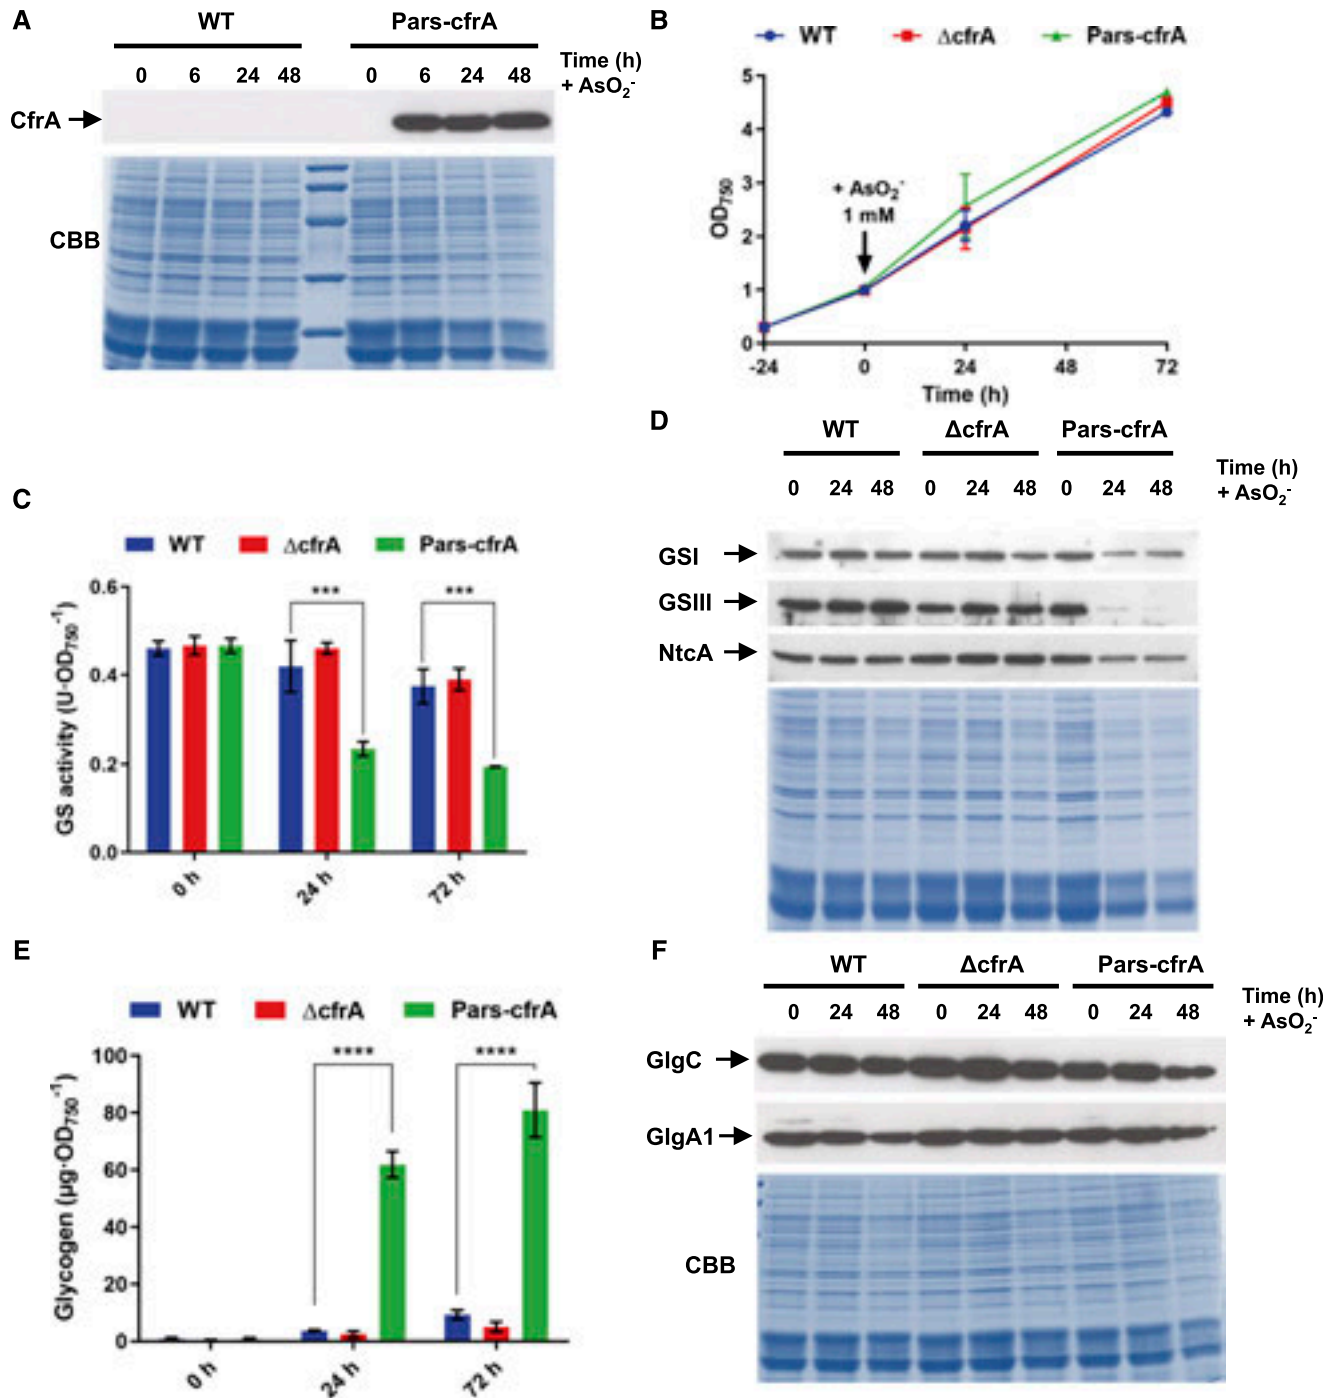 A
WT Pars-cfrA
0 6 24 48 0 6 24 48 Time (h)
+ AsO₂⁻
CfrA
CBB
B
WT ΔcfrA Pars-cfrA
5
4
3
2
1
0
OD₇₅₀
+ AsO₂⁻
1 mM
-24 0 24 48 72
Time (h)
C
WT ΔcfrA Pars-cfrA
0.6
0.4
0.2
0.0
GS activity (U·OD₇₅₀⁻¹)
*** ***
0 h 24 h 72 h
D
WT ΔcfrA Pars-cfrA
0 24 48 0 24 48 0 24 48 Time (h)
+ AsO₂⁻
GSI
GSIII
NtcA
E
WT ΔcfrA Pars-cfrA
100
80
60
40
20
0
Glycogen (µg·OD₇₅₀⁻¹)
**** ****
0 h 24 h 72 h
F
WT ΔcfrA Pars-cfrA
0 24 48 0 24 48 0 24 48 Time (h)
+ AsO₂⁻
GlgC
GlgA1
CBB